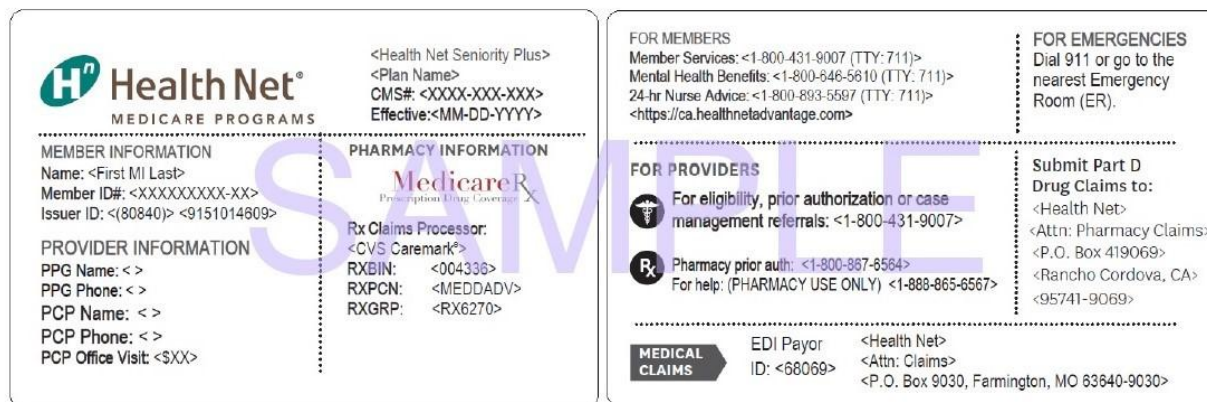 Hn Health Net®
MEDICARE PROGRAMS
<Health Net Seniority Plus>
<Plan Name>
CMS#: <XXXX-XXX-XXX>
Effective:<MM-DD-YYYY>
MEMBER INFORMATION
Name: <First MI Last>
Member ID#: <XXXXXXXXX-XX>
Issuer ID: <(80840)> <9151014609>
PROVIDER INFORMATION
PPG Name: < >
PPG Phone: < >
PCP Name: < >
PCP Phone: < >
PCP Office Visit: <$XX>
PHARMACY INFORMATION
MedicareRx
Prescription Drug Coverage
Rx Claims Processor:
<CVS Caremark®>
RXBIN: <004336>
RXPCN: <MEDDADV>
RXGRP: <RX6270>
SAMPLE
FOR MEMBERS
Member Services: <1-800-431-9007 (TTY: 711)>
Mental Health Benefits: <1-800-646-5610 (TTY: 711)>
24-hr Nurse Advice: <1-800-893-5597 (TTY: 711)>
<https://ca.healthnetadvantage.com>
FOR EMERGENCIES
Dial 911 or go to the
nearest Emergency
Room (ER).
FOR PROVIDERS
For eligibility, prior authorization or case
management referrals: <1-800-431-9007>
Rx
Pharmacy prior auth: <1-800-867-6564>
For help: (PHARMACY USE ONLY) <1-888-865-6567>
Submit Part D
Drug Claims to:
<Health Net>
<Attn: Pharmacy Claims>
<P.O. Box 419069>
<Rancho Cordova, CA>
<95741-9069>
MEDICAL
CLAIMS
EDI Payor
ID: <68069>
<Health Net>
<Attn: Claims>
<P.O. Box 9030, Farmington, MO 63640-9030>